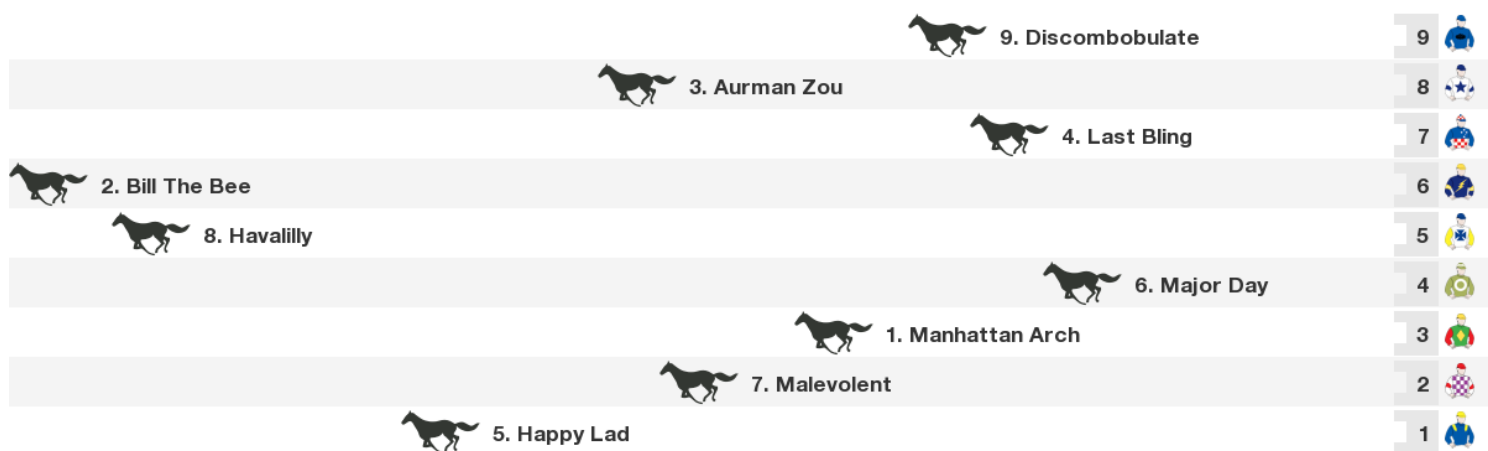 9. Discombobulate 9
3. Aurman Zou 8
4. Last Bling 7
2. Bill The Bee 6
8. Havalilly 5
6. Major Day 4
1. Manhattan Arch 3
7. Malevolent 2
5. Happy Lad 1